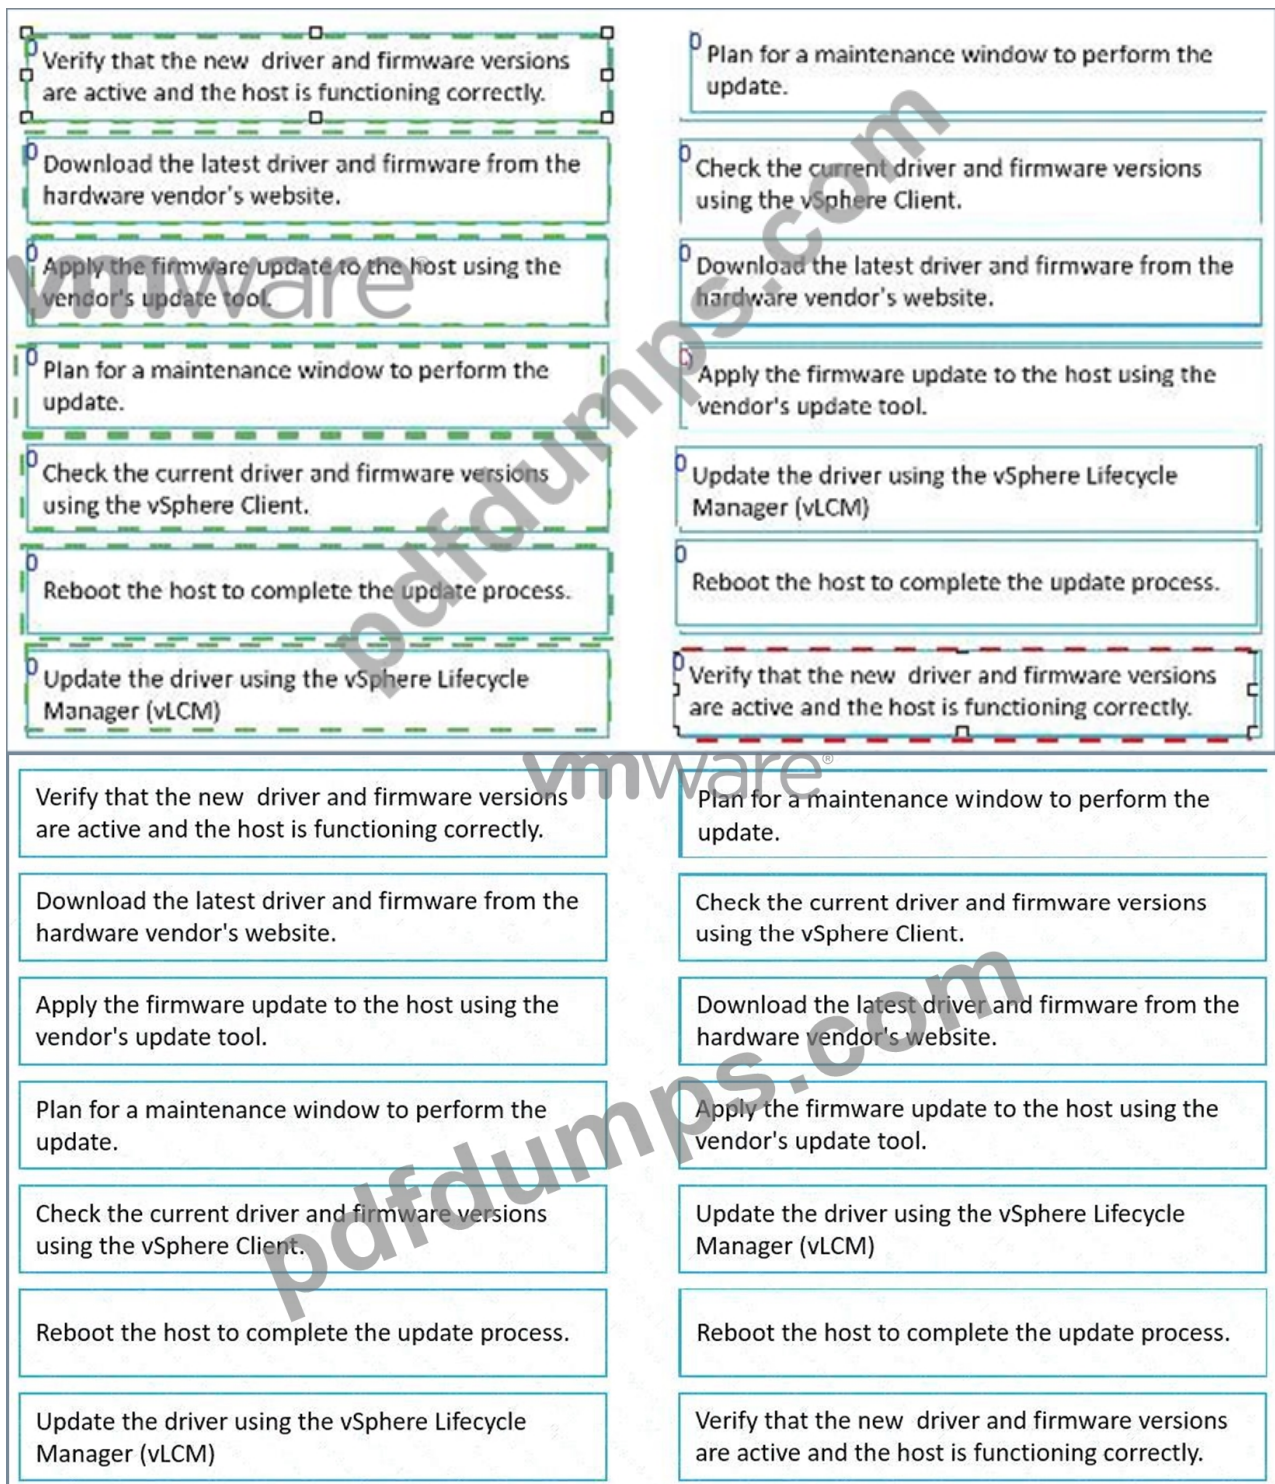 Verify that the new driver and firmware versions
are active and the host is functioning correctly.
Download the latest driver and firmware from the
hardware vendor's website.
Apply the firmware update to the host using the
vendor's update tool.
Plan for a maintenance window to perform the
update.
Check the current driver and firmware versions
using the vSphere Client.
Reboot the host to complete the update process.
Update the driver using the vSphere Lifecycle
Manager (vLCM)
Plan for a maintenance window to perform the
update.
Check the current driver and firmware versions
using the vSphere Client.
Download the latest driver and firmware from the
hardware vendor's website.
Apply the firmware update to the host using the
vendor's update tool.
Update the driver using the vSphere Lifecycle
Manager (vLCM)
Reboot the host to complete the update process.
Verify that the new driver and firmware versions
are active and the host is functioning correctly.
vmware
pdfdumps.com
vmware®
Verify that the new driver and firmware versions
are active and the host is functioning correctly.
Download the latest driver and firmware from the
hardware vendor's website.
Apply the firmware update to the host using the
vendor's update tool.
Plan for a maintenance window to perform the
update.
Check the current driver and firmware versions
using the vSphere Client.
Reboot the host to complete the update process.
Update the driver using the vSphere Lifecycle
Manager (vLCM)
Plan for a maintenance window to perform the
update.
Check the current driver and firmware versions
using the vSphere Client.
Download the latest driver and firmware from the
hardware vendor's website.
Apply the firmware update to the host using the
vendor's update tool.
Update the driver using the vSphere Lifecycle
Manager (vLCM)
Reboot the host to complete the update process.
Verify that the new driver and firmware versions
are active and the host is functioning correctly.
pdfdumps.com